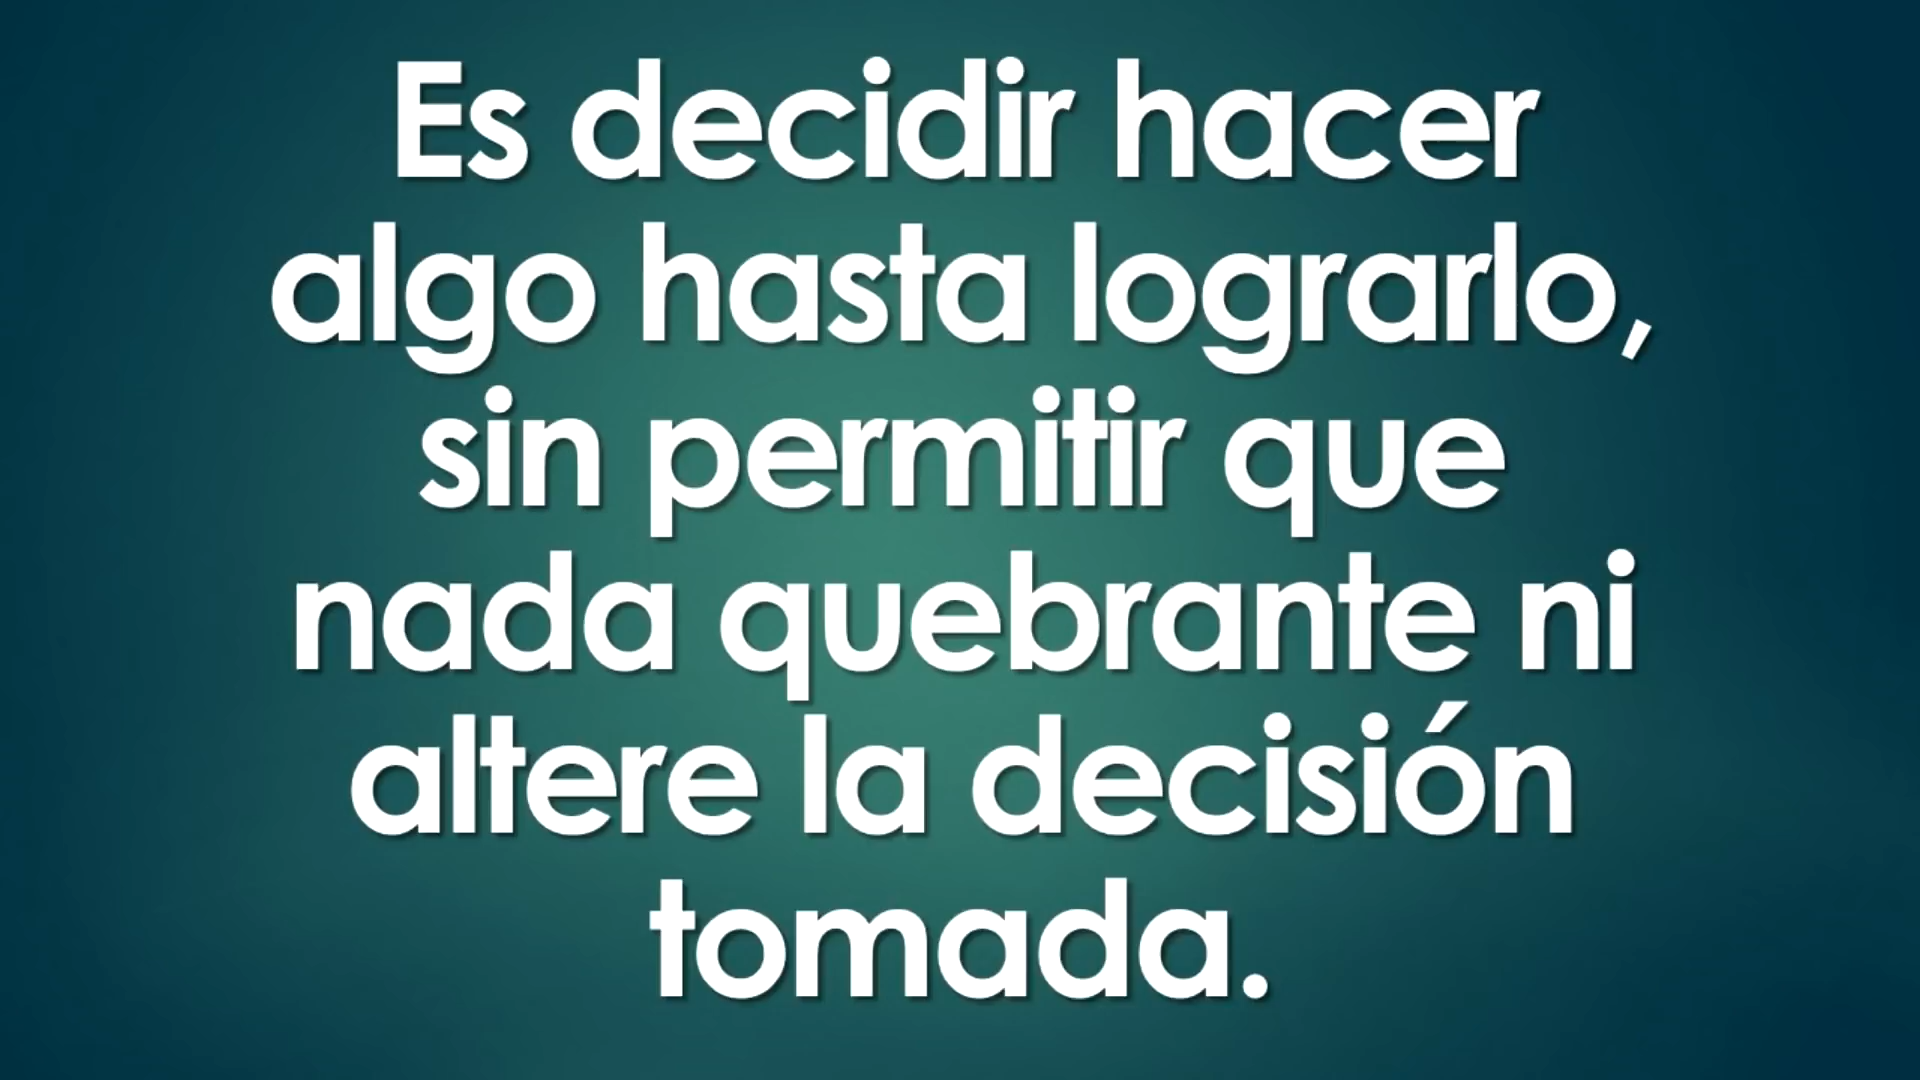 Es decidir hacer
algo hasta lograrlo,
sin permitir que
nada quebrante ni
altere la decisión
tomada.